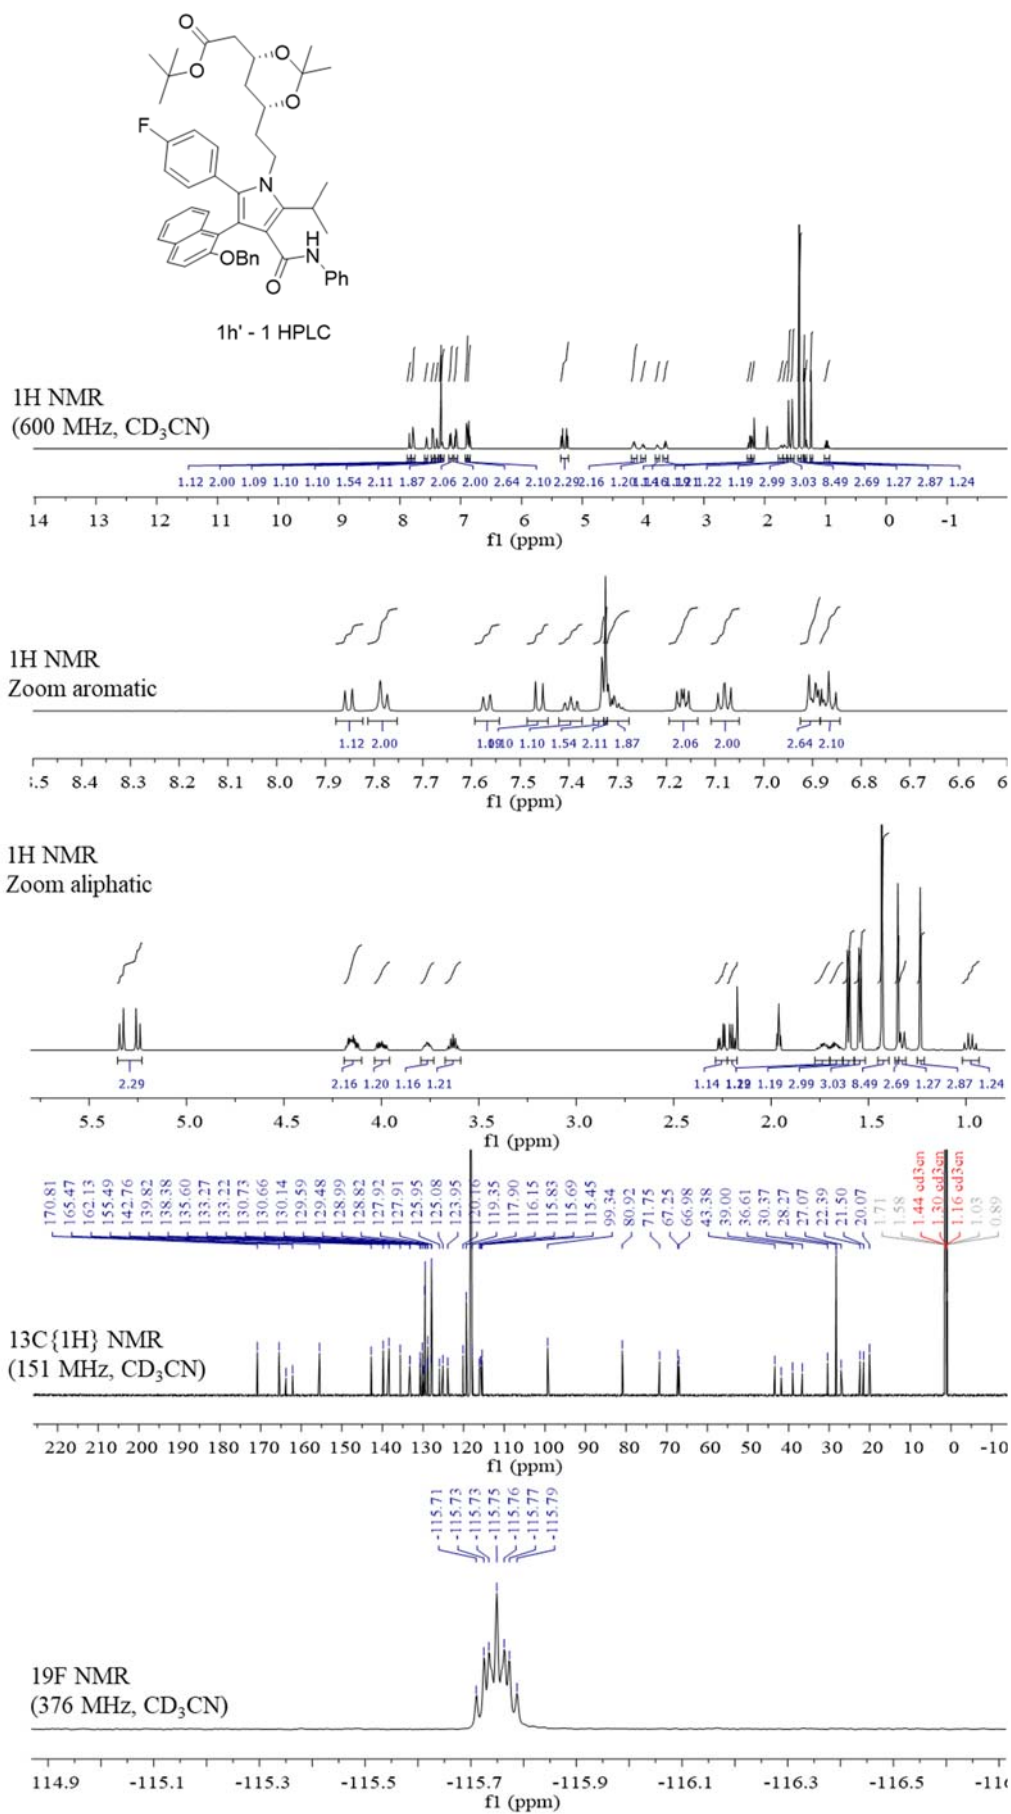 O
O
O
O
F
N
H
N
OBn
O
Ph
1h' - 1 HPLC
1H NMR
(600 MHz, CD3CN)
1.12 2.00 1.09 1.10 1.10 1.54 2.11 1.87 2.06 2.00 2.64 2.10 2.29 2.16 1.20 1.22 1.19 2.99 3.03 8.49 2.69 1.27 2.87 1.24
14 13 12 11 10 9 8 7 6 5 4 3 2 1 0 -1
f1 (ppm)
1H NMR
Zoom aromatic
1.12 2.00 1.10 1.10 1.54 2.11 1.87 2.06 2.00 2.64 2.10
8.4 8.3 8.2 8.1 8.0 7.9 7.8 7.7 7.6 7.5 7.4 7.3 7.2 7.1 7.0 6.9 6.8 6.7 6.6
f1 (ppm)
1H NMR
Zoom aliphatic
2.29 2.16 1.20 1.16 1.21 1.14 1.19 2.99 3.03 8.49 2.69 1.27 2.87 1.24
5.5 5.0 4.5 4.0 3.5 3.0 2.5 2.0 1.5 1.0
f1 (ppm)
170.81 165.47 162.13 155.49 142.76 139.82 138.38 135.60 133.27 133.22 130.73 130.66 130.14 129.59 129.48 128.99 128.82 127.92 127.91 125.95 125.08 123.95 120.16 119.35 117.90 116.15 115.83 115.69 115.45 99.34 80.92 71.75 67.25 66.98 43.38 39.00 36.61 30.37 28.27 27.07 22.39 21.50 20.07 1.71 1.58 1.44 cd3cn 1.30 cd3cn 1.16 cd3cn 1.03 0.89
13C{1H} NMR
(151 MHz, CD3CN)
220 210 200 190 180 170 160 150 140 130 120 110 100 90 80 70 60 50 40 30 20 10 0 -10
f1 (ppm)
-115.71 -115.73 -115.73 -115.75 -115.76 -115.77 -115.79
19F NMR
(376 MHz, CD3CN)
114.9 -115.1 -115.3 -115.5 -115.7 -115.9 -116.1 -116.3 -116.5
f1 (ppm)